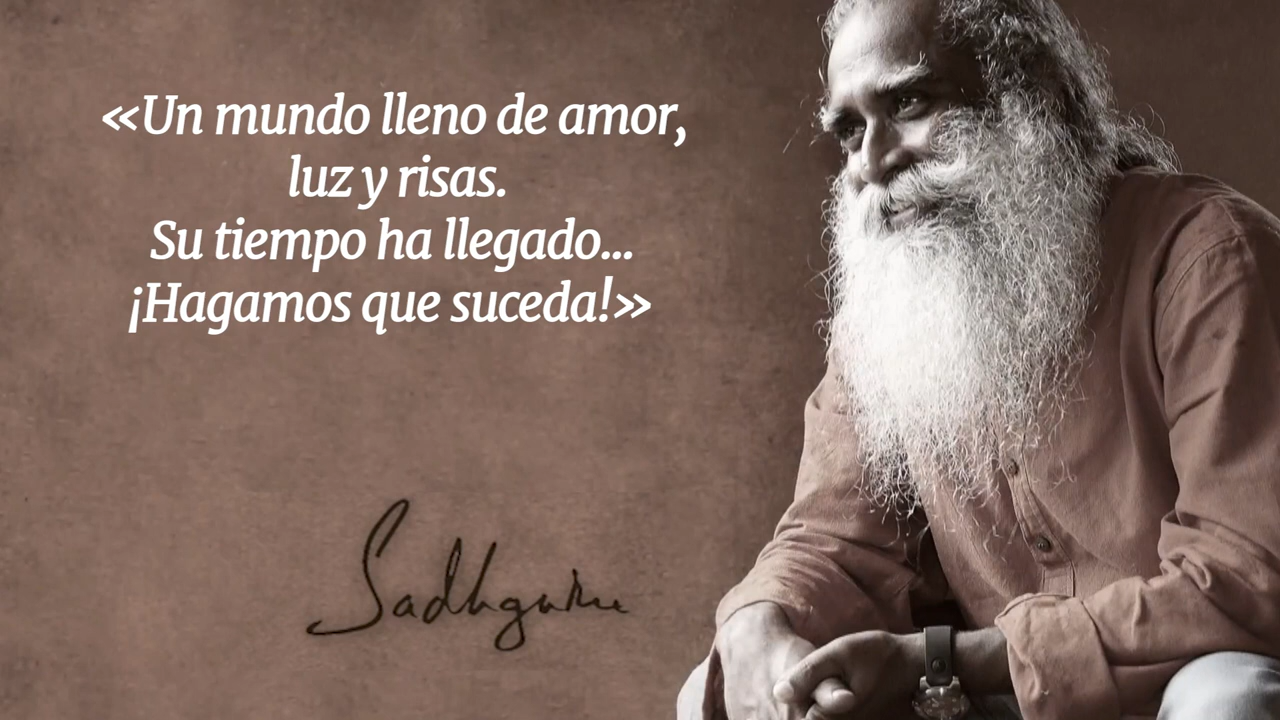 «Un mundo lleno de amor,
luz y risas.
Su tiempo ha llegado...
¡Hagamos que suceda!»
Sadhguru